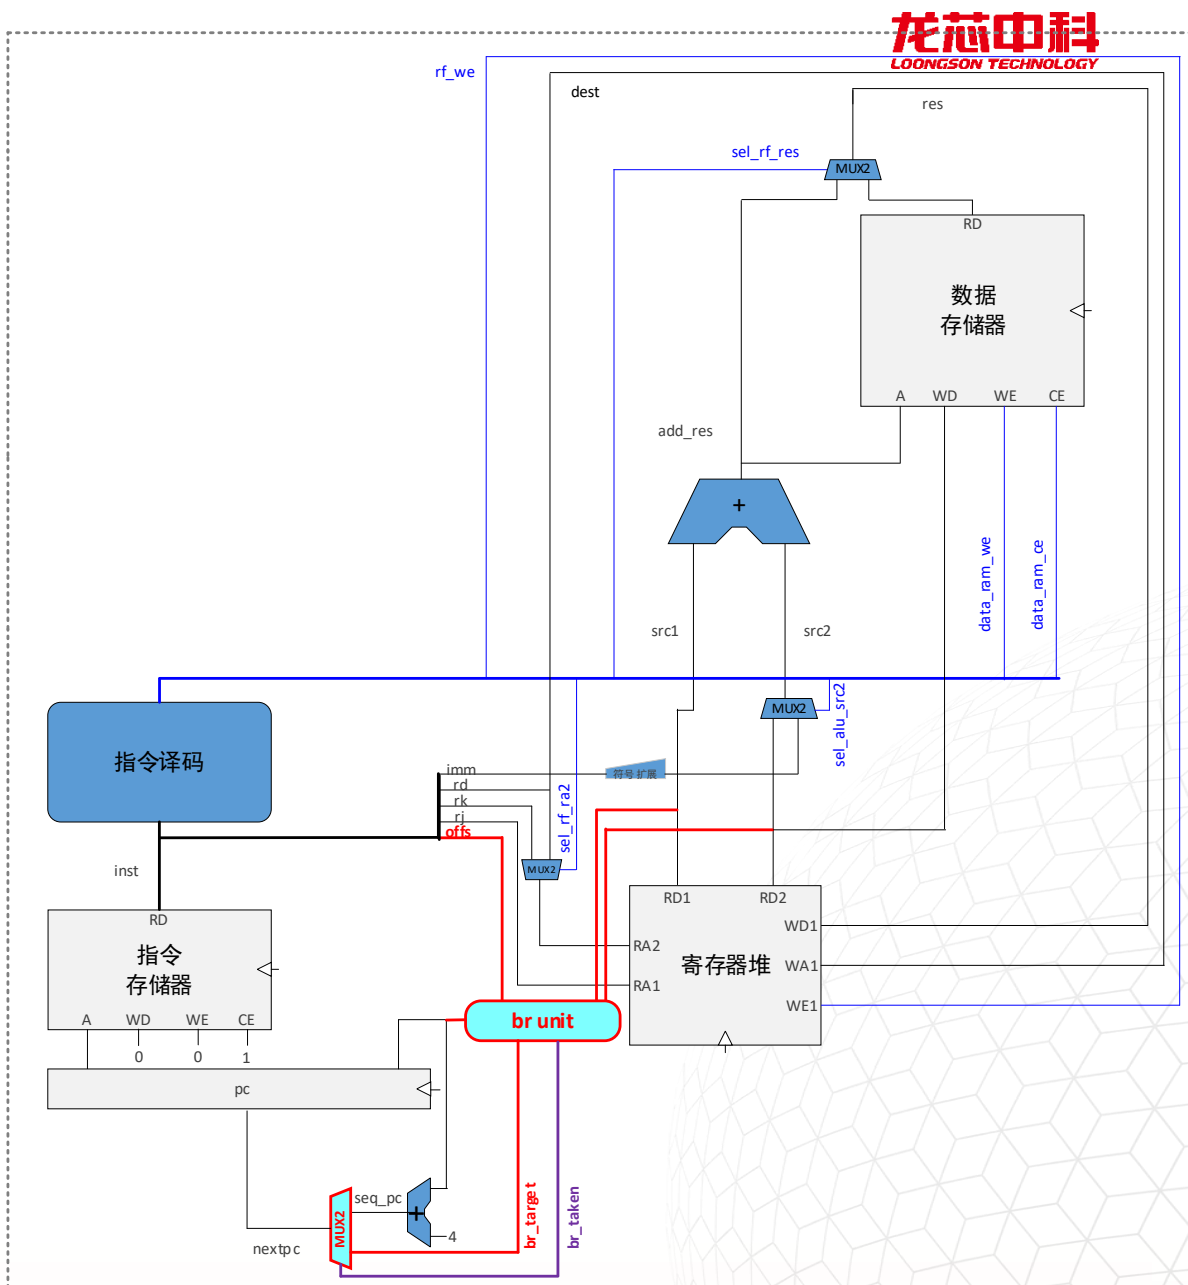 龙芯中科
LOONGSON TECHNOLOGY
rf_we
dest
res
sel_rf_res
MUX2
RD
数据
存储器
A
WD
WE
CE
add_res
+
data_ram_we
data_ram_ce
src1
src2
MUX2
sel_alu_src2
指令译码
imm
符号扩展
rd
rk
rj
offs
sel_rf_ra2
MUX2
inst
RD
指令
存储器
A
WD
WE
CE
0
0
1
RD1
RD2
WD1
RA2
寄存器堆
WA1
RA1
WE1
br unit
pc
seq_pc
+
4
MUX2
nextpc
br_target
br_taken